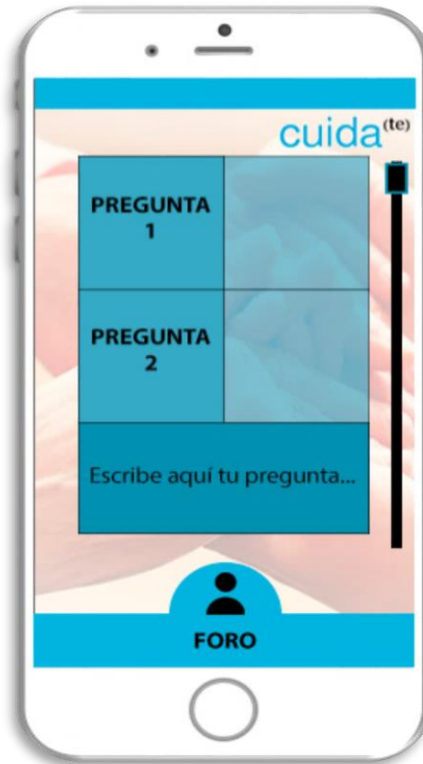 cuida(te)
PREGUNTA
1
PREGUNTA
2
Escribe aquí tu pregunta...
FORO